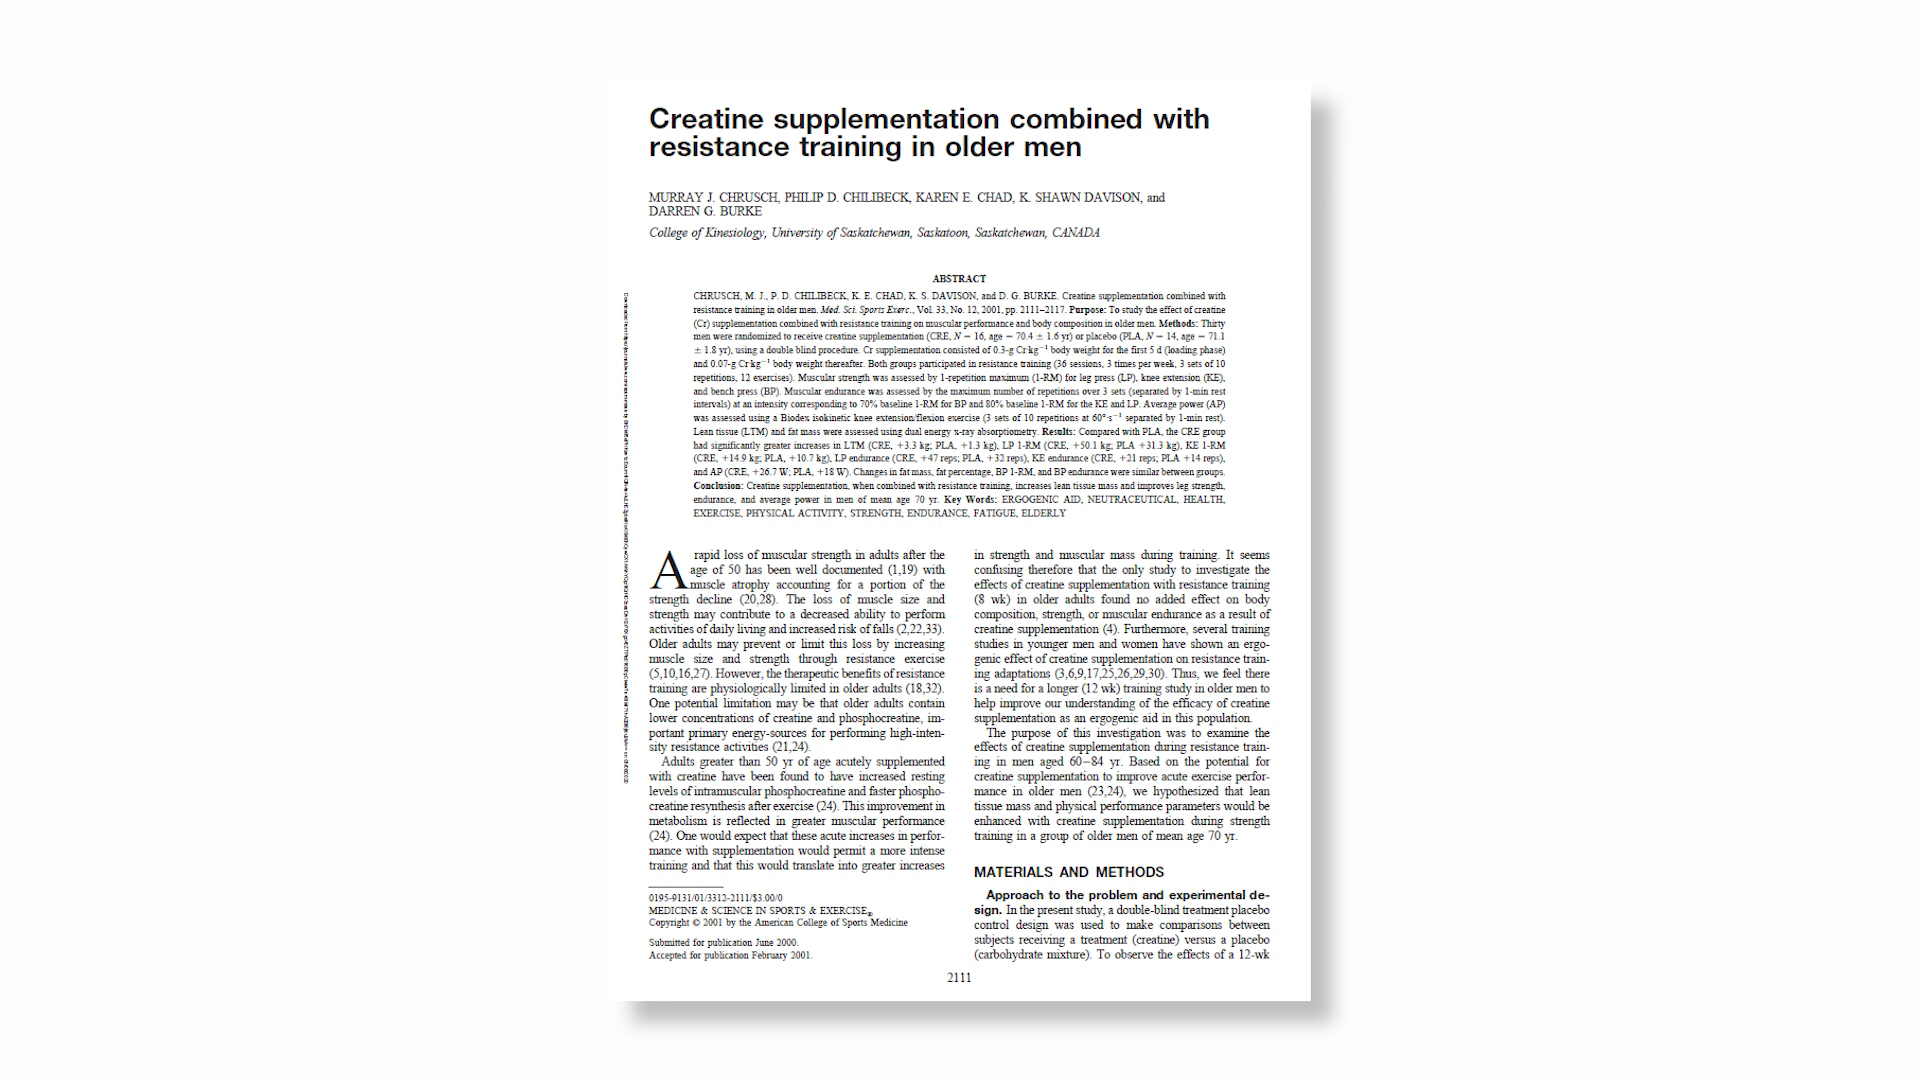 Creatine supplementation combined with
resistance training in older men
MURRAY J. CHRUSCH, PHILIP D. CHILIBECK, KAREN E. CHAD, K. SHAWN DAVISON, and
DARREN G. BURKE
College of Kinesiology, University of Saskatchewan, Saskatoon, Saskatchewan, CANADA
ABSTRACT
CHRUSCH, M. J., P. D. CHILIBECK, K. E. CHAD, K. S. DAVISON, and D. G. BURKE. Creatine supplementation combined with
resistance training in older men. Med. Sci. Sports Exerc., Vol. 33, No. 12, 2001, pp. 2111–2117. Purpose: To study the effect of creatine
(Cr) supplementation combined with resistance training on muscular performance and body composition in older men. Methods: Thirty
men were randomized to receive creatine supplementation (CRE, N = 16, age = 70.4 ± 1.6 yr) or placebo (PLA, N = 14, age = 71.1
± 1.8 yr), using a double blind procedure. Cr supplementation consisted of 0.3-g Cr·kg⁻¹ body weight for the first 5 d (loading phase)
and 0.07-g Cr·kg⁻¹ body weight thereafter. Both groups participated in resistance training (36 sessions, 3 times per week, 3 sets of 10
repetitions, 12 exercises). Muscular strength was assessed by 1-repetition maximum (1-RM) for leg press (LP), knee extension (KE),
and bench press (BP). Muscular endurance was assessed by the maximum number of repetitions over 3 sets (separated by 1-min rest
intervals) at an intensity corresponding to 70% baseline 1-RM for BP and 80% baseline 1-RM for the KE and LP. Average power (AP)
was assessed using a Biodex isokinetic knee extension/flexion exercise (3 sets of 10 repetitions at 60°·s⁻¹ separated by 1-min rest).
Lean tissue (LTM) and fat mass were assessed using dual energy x-ray absorptiometry. Results: Compared with PLA, the CRE group
had significantly greater increases in LTM (CRE, +3.3 kg; PLA, +1.3 kg), LP 1-RM (CRE, +50.1 kg; PLA +31.3 kg), KE 1-RM
(CRE, +14.9 kg; PLA, +10.7 kg), LP endurance (CRE, +47 reps; PLA, +32 reps), KE endurance (CRE, +21 reps; PLA +14 reps),
and AP (CRE, +26.7 W; PLA, +18 W). Changes in fat mass, fat percentage, BP 1-RM, and BP endurance were similar between groups.
Conclusion: Creatine supplementation, when combined with resistance training, increases lean tissue mass and improves leg strength,
endurance, and average power in men of mean age 70 yr. Key Words: ERGOGENIC AID, NEUTRACEUTICAL, HEALTH,
EXERCISE, PHYSICAL ACTIVITY, STRENGTH, ENDURANCE, FATIGUE, ELDERLY
A rapid loss of muscular strength in adults after the
age of 50 has been well documented (1,19) with
muscle atrophy accounting for a portion of the
strength decline (20,28). The loss of muscle size and
strength may contribute to a decreased ability to perform
activities of daily living and increased risk of falls (2,22,33).
Older adults may prevent or limit this loss by increasing
muscle size and strength through resistance exercise
(5,10,16,27). However, the therapeutic benefits of resistance
training are physiologically limited in older adults (18,32).
One potential limitation may be that older adults contain
lower concentrations of creatine and phosphocreatine, im-
portant primary energy-sources for performing high-inten-
sity resistance activities (21,24).
Adults greater than 50 yr of age acutely supplemented
with creatine have been found to have increased resting
levels of intramuscular phosphocreatine and faster phospho-
creatine resynthesis after exercise (24). This improvement in
metabolism is reflected in greater muscular performance
(24). One would expect that these acute increases in perfor-
mance with supplementation would permit a more intense
training and that this would translate into greater increases
0195-9131/01/3312-2111/$3.00/0
MEDICINE & SCIENCE IN SPORTS & EXERCISE®
Copyright © 2001 by the American College of Sports Medicine
Submitted for publication June 2000.
Accepted for publication February 2001.
in strength and muscular mass during training. It seems
confusing therefore that the only study to investigate the
effects of creatine supplementation with resistance training
(8 wk) in older adults found no added effect on body
composition, strength, or muscular endurance as a result of
creatine supplementation (4). Furthermore, several training
studies in younger men and women have shown an ergo-
genic effect of creatine supplementation on resistance train-
ing adaptations (3,6,9,17,25,26,29,30). Thus, we feel there
is a need for a longer (12 wk) training study in older men to
help improve our understanding of the efficacy of creatine
supplementation as an ergogenic aid in this population.
The purpose of this investigation was to examine the
effects of creatine supplementation during resistance train-
ing in men aged 60–84 yr. Based on the potential for
creatine supplementation to improve acute exercise perfor-
mance in older men (23,24), we hypothesized that lean
tissue mass and physical performance parameters would be
enhanced with creatine supplementation during strength
training in a group of older men of mean age 70 yr.
MATERIALS AND METHODS
Approach to the problem and experimental de-
sign. In the present study, a double-blind treatment placebo
control design was used to make comparisons between
subjects receiving a treatment (creatine) versus a placebo
(carbohydrate mixture). To observe the effects of a 12-wk
2111